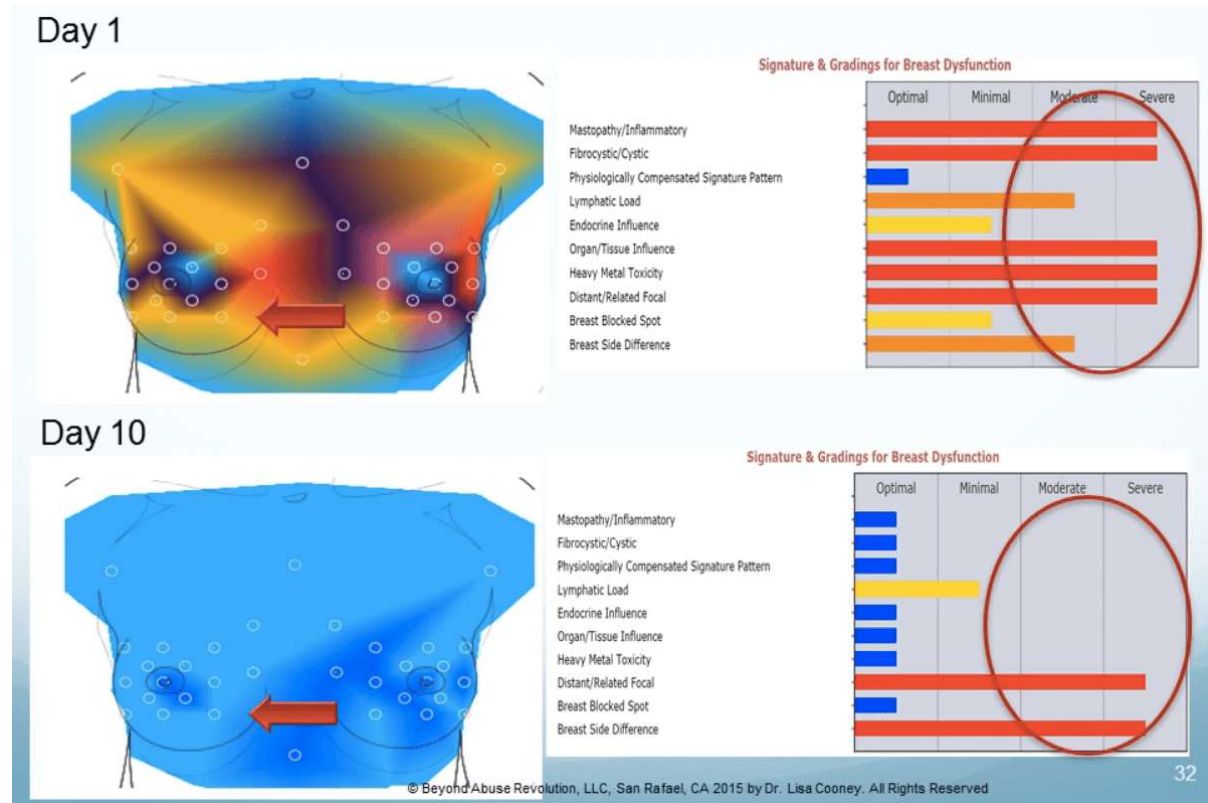 Day 1
Signature & Gradings for Breast Dysfunction
Optimal Minimal Moderate Severe
Mastopathy/Inflammatory
Fibrocystic/Cystic
Physiologically Compensated Signature Pattern
Lymphatic Load
Endocrine Influence
Organ/Tissue Influence
Heavy Metal Toxicity
Distant/Related Focal
Breast Blocked Spot
Breast Side Difference
Day 10
Signature & Gradings for Breast Dysfunction
Optimal Minimal Moderate Severe
Mastopathy/Inflammatory
Fibrocystic/Cystic
Physiologically Compensated Signature Pattern
Lymphatic Load
Endocrine Influence
Organ/Tissue Influence
Heavy Metal Toxicity
Distant/Related Focal
Breast Blocked Spot
Breast Side Difference
32
© Beyond Abuse Revolution, LLC, San Rafael, CA 2015 by Dr. Lisa Cooney. All Rights Reserved